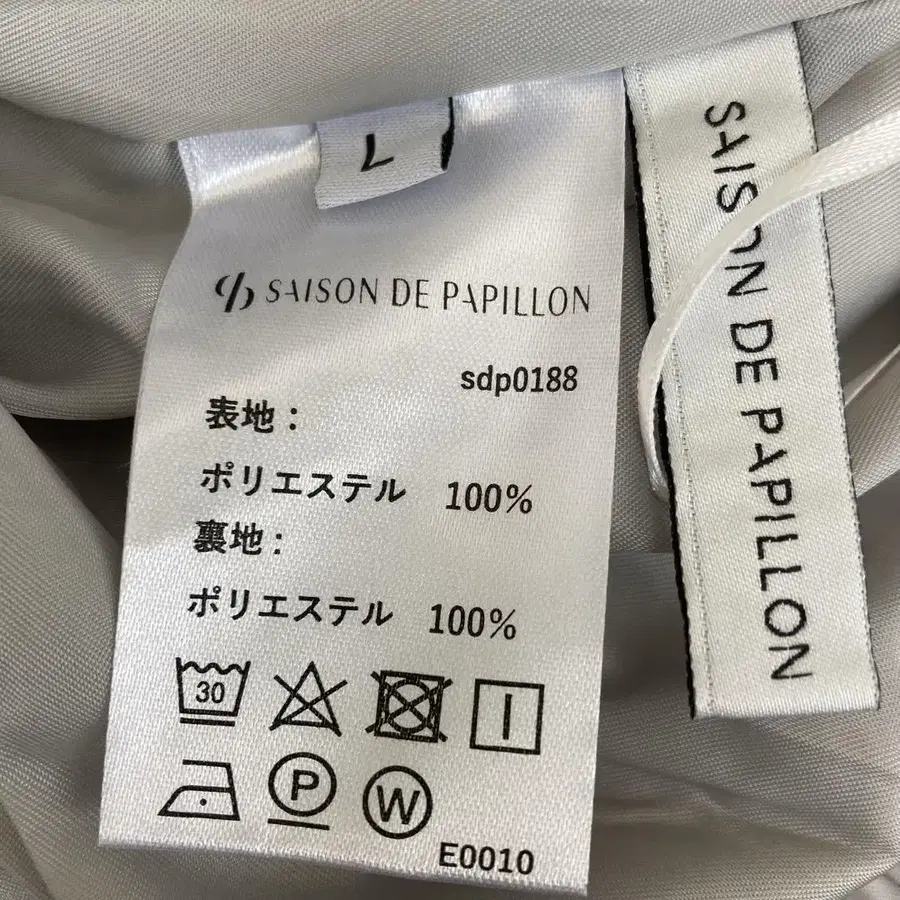 L
SAISON DE PAPILLON
sdp0188
表地：
ポリエステル 100%
裏地：
ポリエステル 100%
30
P
W
E0010
SAISON DE PAPILLON